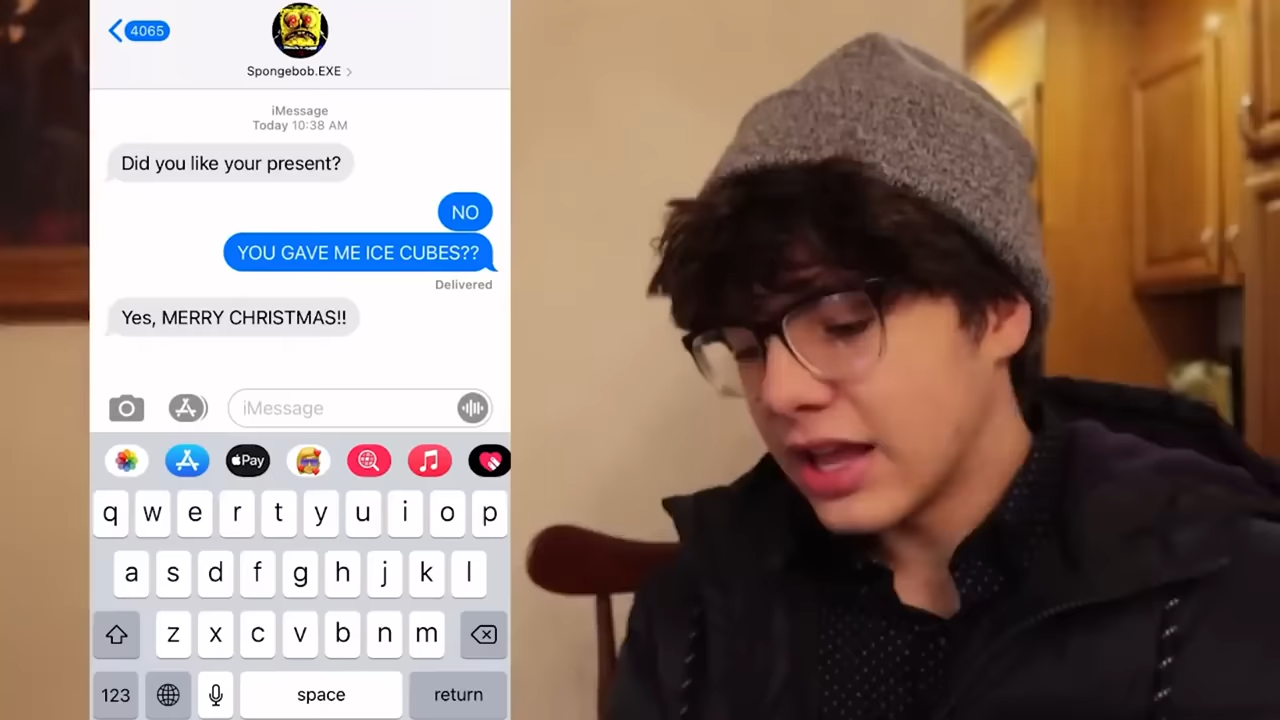 4065
Spongebob.EXE
iMessage
Today 10:38 AM
Did you like your present?
NO
YOU GAVE ME ICE CUBES??
Delivered
Yes, MERRY CHRISTMAS!!
iMessage
Pay
q w e r t y u i o p
a s d f g h j k l
z x c v b n m
123 space return